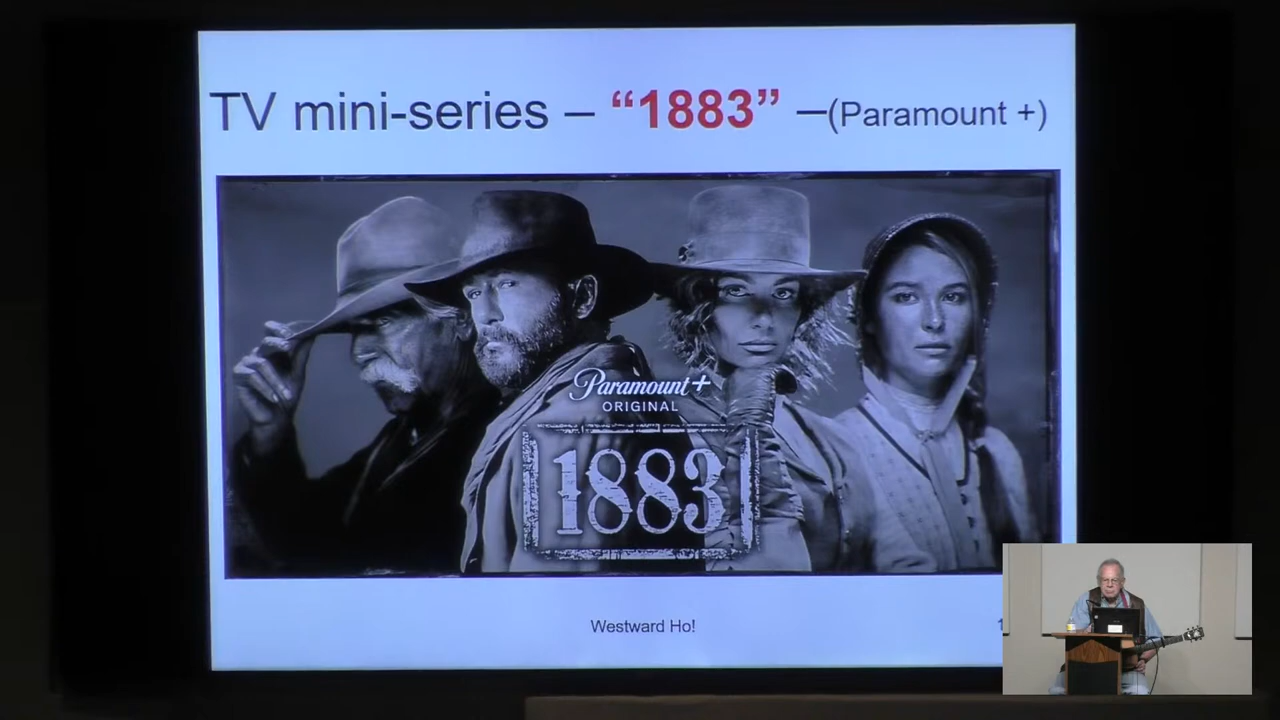 TV mini-series – “1883” –(Paramount +)
Paramount+
ORIGINAL
1883
Westward Ho!